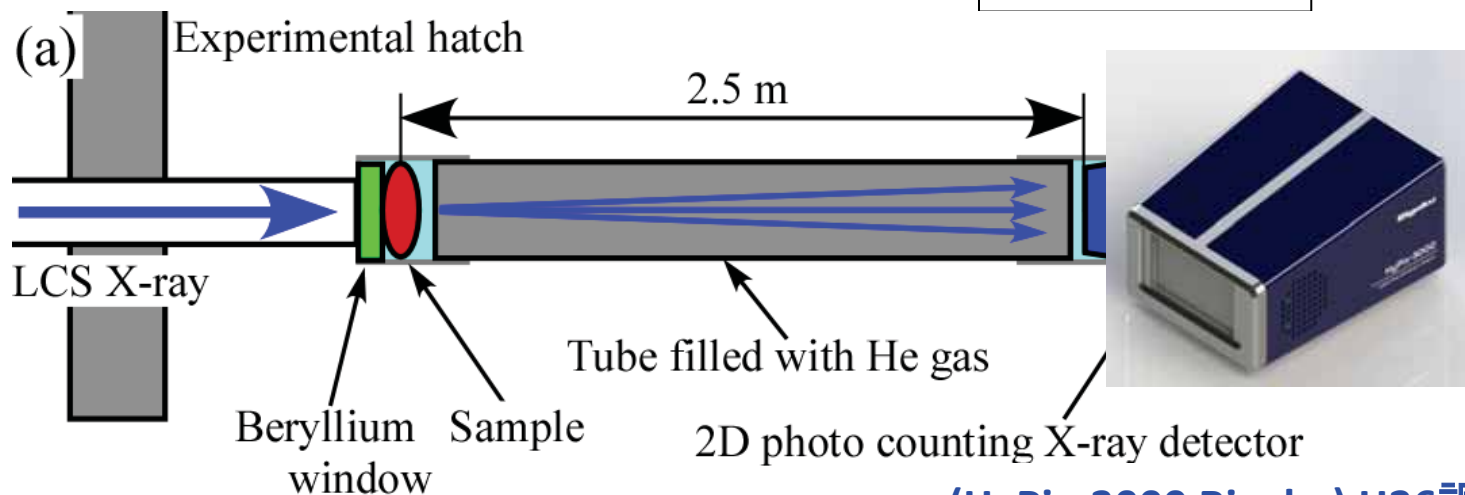 (a)
Experimental hatch
2.5 m
LCS X-ray
Tube filled with He gas
Beryllium
window
Sample
2D photo counting X-ray detector